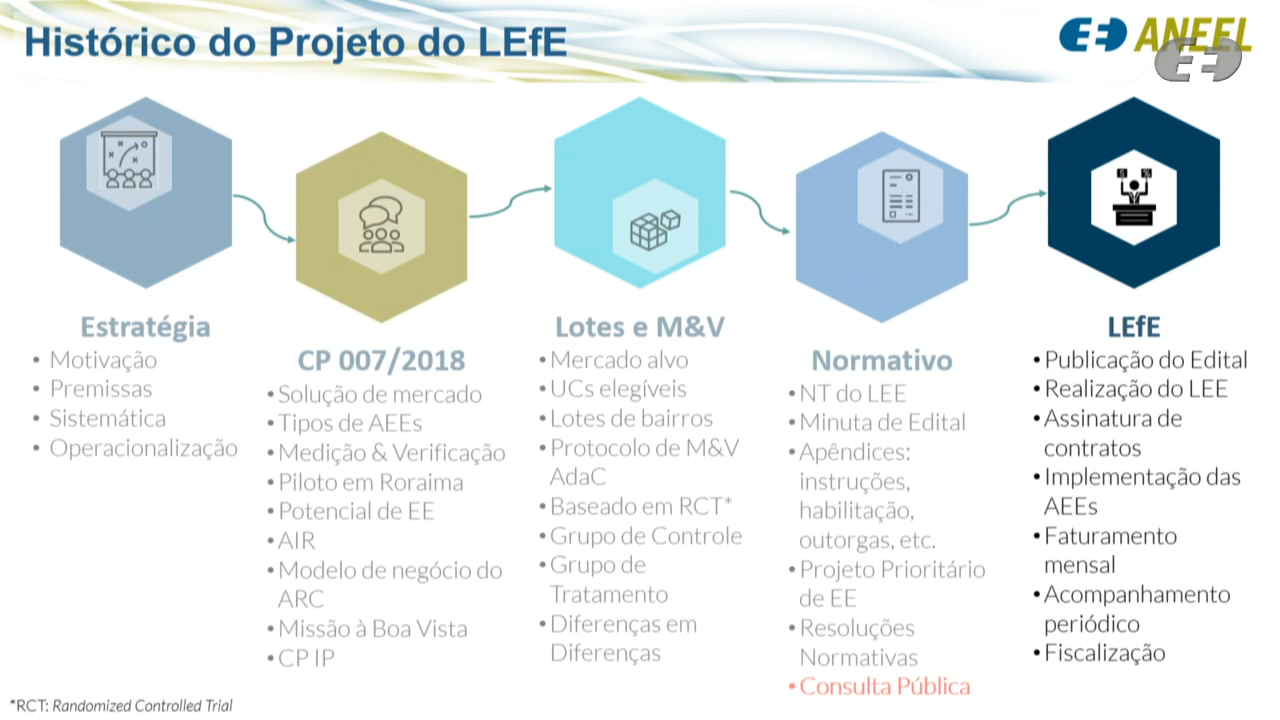 Histórico do Projeto do LEfE
ANEEL
Estratégia
• Motivação
• Premissas
• Sistemática
• Operacionalização
CP 007/2018
• Solução de mercado
• Tipos de AEEs
• Medição & Verificação
• Piloto em Roraima
• Potencial de EE
• AIR
• Modelo de negócio do
ARC
• Missão à Boa Vista
• CP IP
Lotes e M&V
• Mercado alvo
• UCs elegíveis
• Lotes de bairros
• Protocolo de M&V
AdaC
• Baseado em RCT*
• Grupo de Controle
• Grupo de
Tratamento
• Diferenças em
Diferenças
Normativo
• NT do LEE
• Minuta de Edital
• Apêndices:
instruções,
habilitação,
outorgas, etc.
• Projeto Prioritário
de EE
• Resoluções
Normativas
• Consulta Pública
LEfE
• Publicação do Edital
• Realização do LEE
• Assinatura de
contratos
• Implementação das
AEEs
• Faturamento
mensal
• Acompanhamento
periódico
• Fiscalização
*RCT: Randomized Controlled Trial